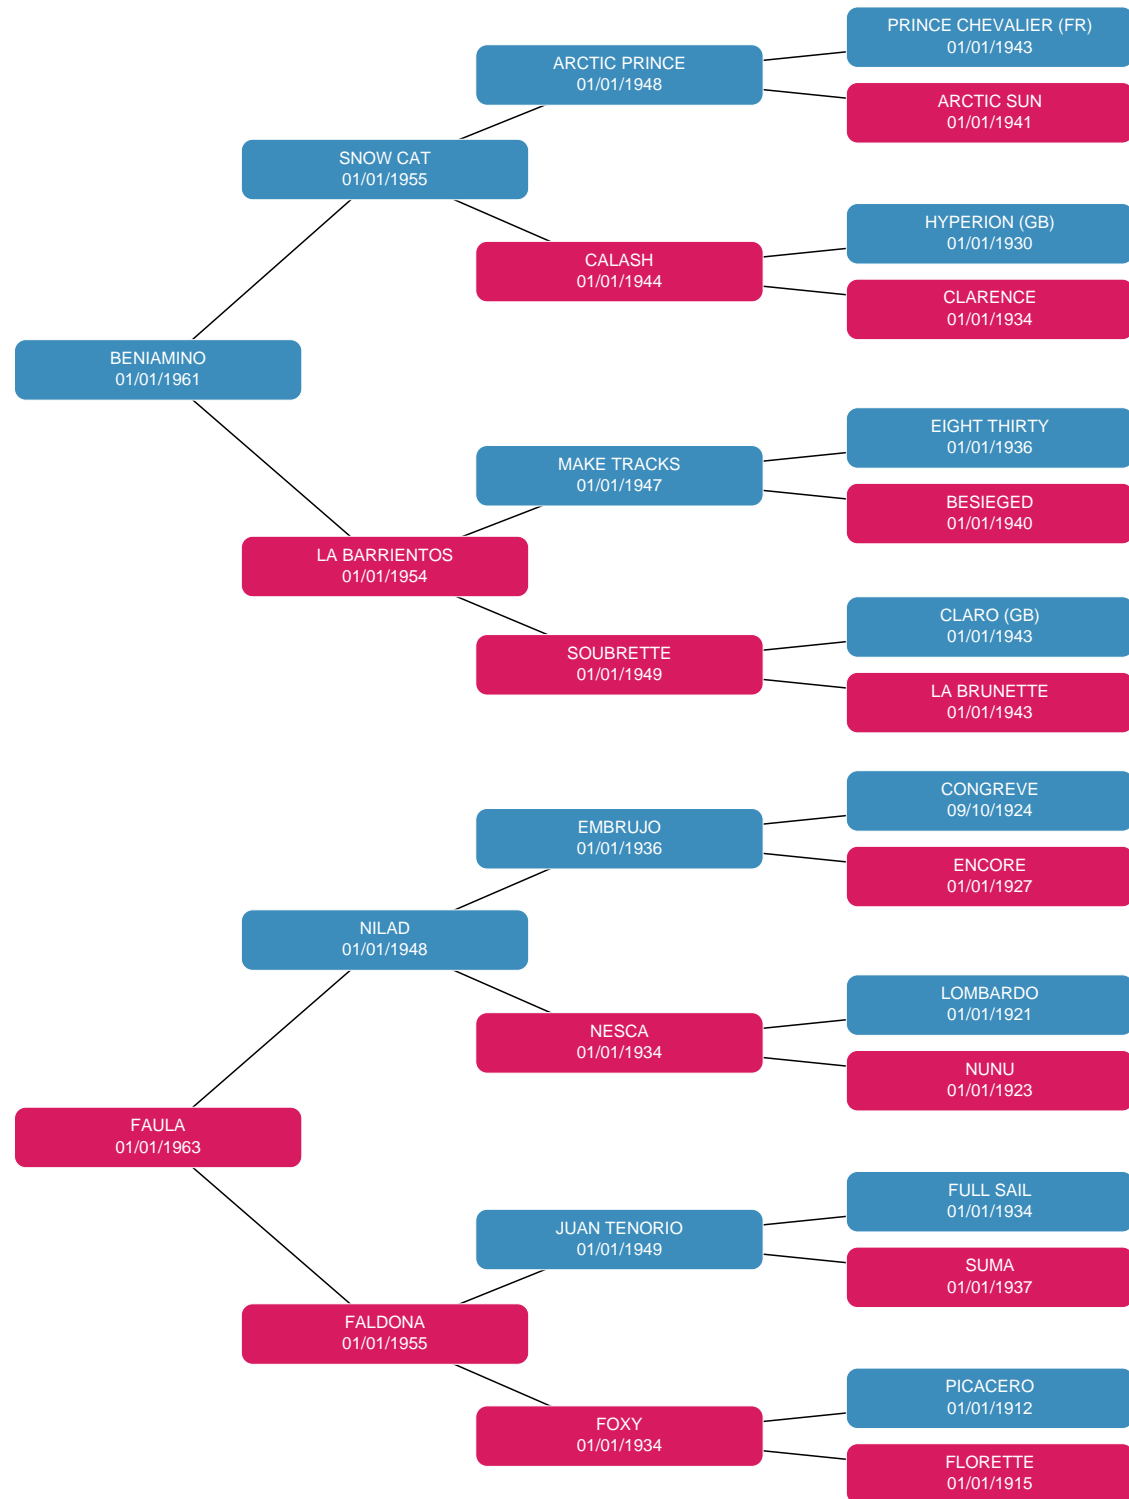 PRINCE CHEVALIER (FR)
01/01/1943
ARCTIC PRINCE
01/01/1948
ARCTIC SUN
01/01/1941
SNOW CAT
01/01/1955
HYPERION (GB)
01/01/1930
CALASH
01/01/1944
CLARENCE
01/01/1934
BENIAMINO
01/01/1961
EIGHT THIRTY
01/01/1936
MAKE TRACKS
01/01/1947
BESIEGED
01/01/1940
LA BARRIENTOS
01/01/1954
CLARO (GB)
01/01/1943
SOUBRETTE
01/01/1949
LA BRUNETTE
01/01/1943
CONGREVE
09/10/1924
EMBRUJO
01/01/1936
ENCORE
01/01/1927
NILAD
01/01/1948
LOMBARDO
01/01/1921
NESCA
01/01/1934
NUNU
01/01/1923
FAULA
01/01/1963
FULL SAIL
01/01/1934
JUAN TENORIO
01/01/1949
SUMA
01/01/1937
FALDONA
01/01/1955
PICACERO
01/01/1912
FOXY
01/01/1934
FLORETTE
01/01/1915